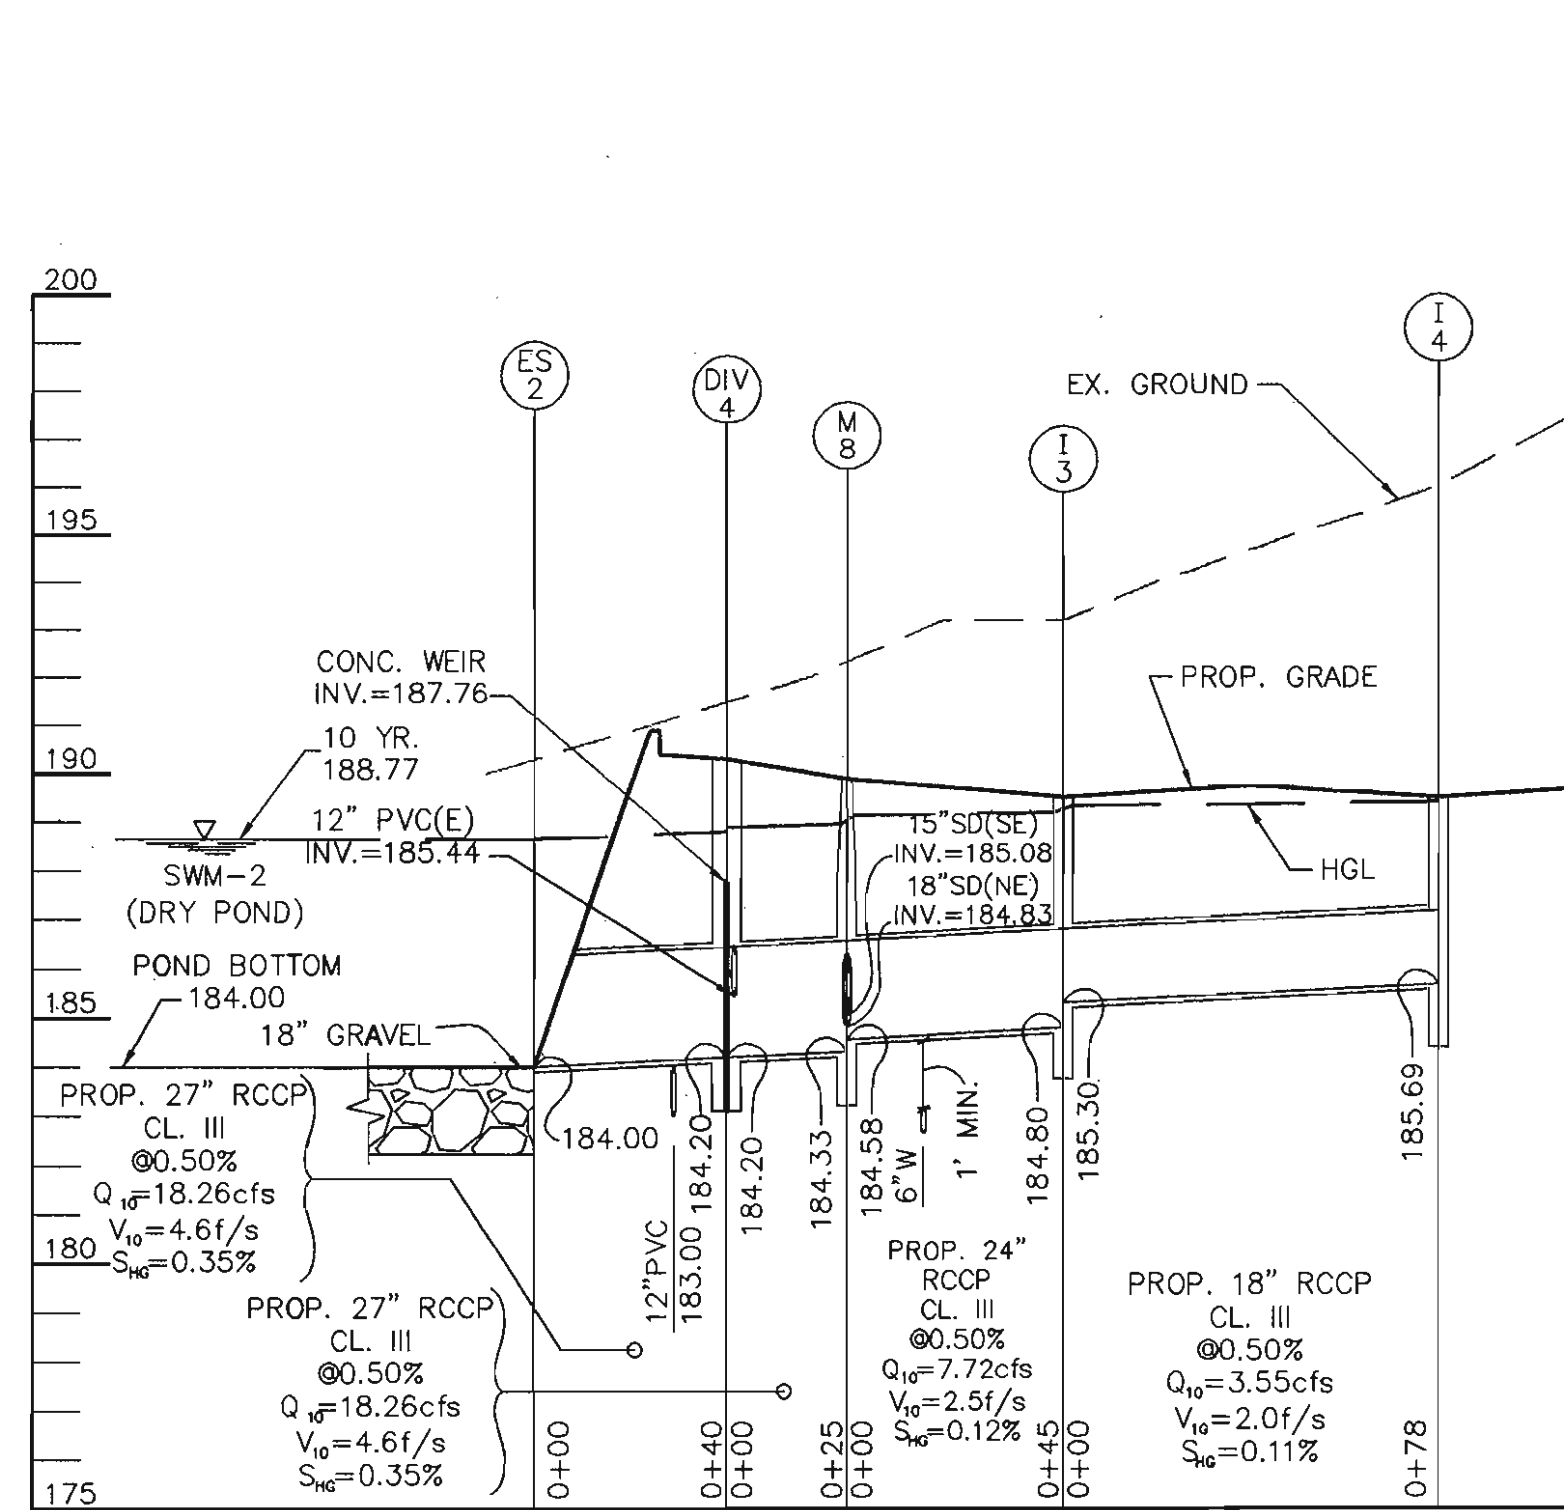 200
195
190
185
180
175
ES
2
DIV
4
M
8
I
3
I
4
EX. GROUND
PROP. GRADE
HGL
CONC. WEIR
INV.=187.76
10 YR.
188.77
12" PVC(E)
INV.=185.44
SWM-2
(DRY POND)
POND BOTTOM
184.00
18" GRAVEL
15"SD(SE)
INV.=185.08
18"SD(NE)
INV.=184.83
184.00
12"PVC
183.00
184.20
184.20
184.33
184.58
6"W
1' MIN.
184.80
185.30
185.69
PROP. 27" RCCP
CL. III
@0.50%
Q10=18.26cfs
V10=4.6f/s
SHG=0.35%
PROP. 27" RCCP
CL. III
@0.50%
Q10=18.26cfs
V10=4.6f/s
SHG=0.35%
PROP. 24"
RCCP
CL. III
@0.50%
Q10=7.72cfs
V10=2.5f/s
SHG=0.12%
PROP. 18" RCCP
CL. III
@0.50%
Q10=3.55cfs
V10=2.0f/s
SHG=0.11%
0+00
0+40
0+00
0+25
0+00
0+45
0+00
0+78